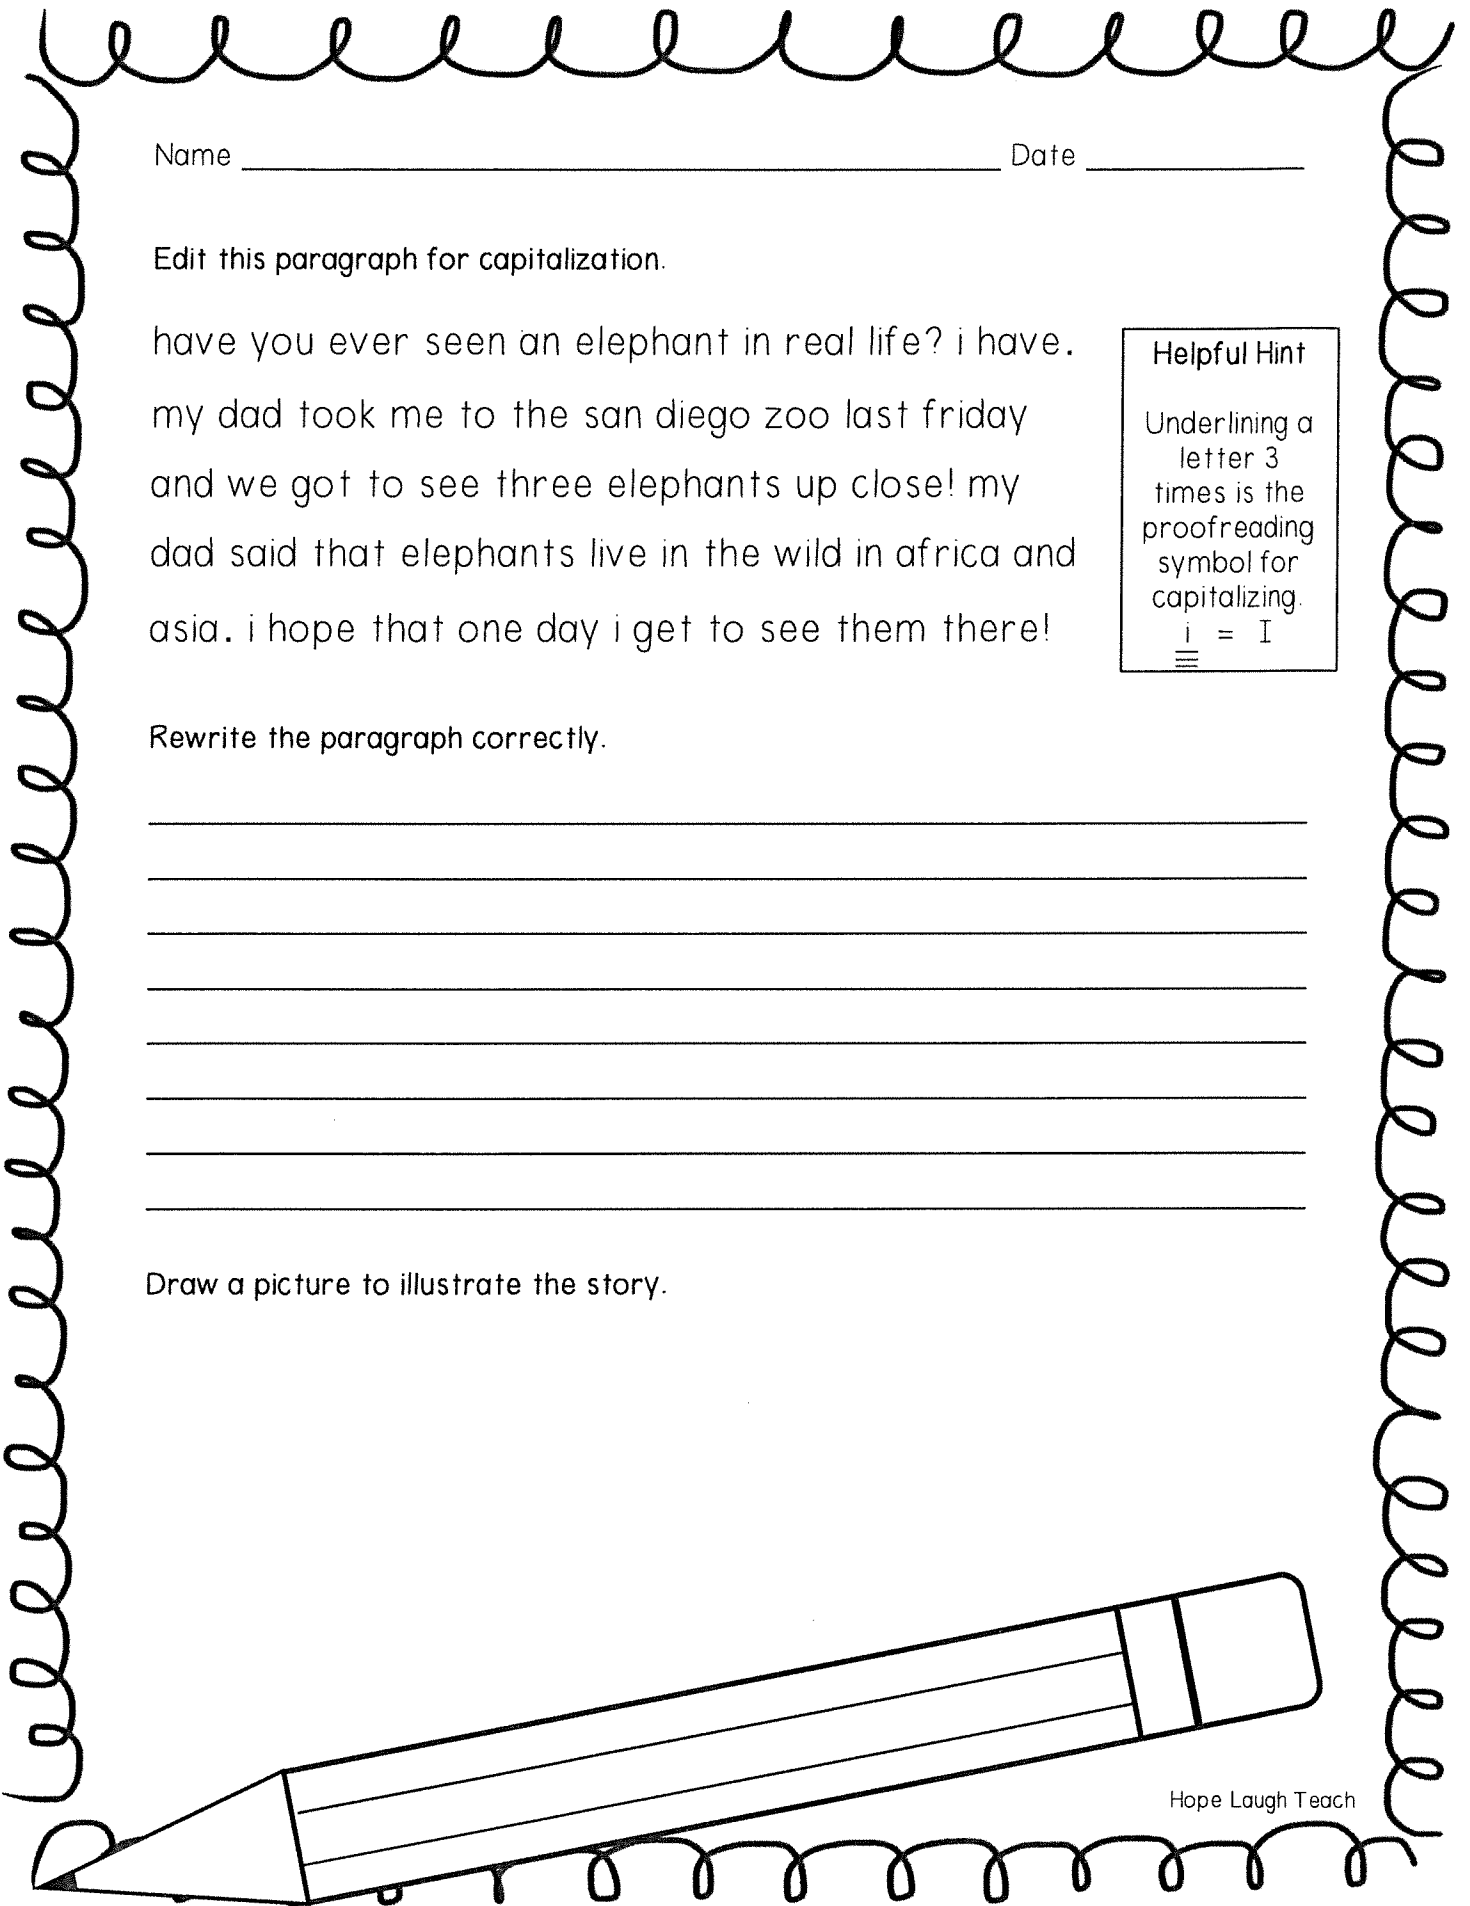 Name Date
Edit this paragraph for capitalization.
have you ever seen an elephant in real life? i have.
my dad took me to the san diego zoo last friday
and we got to see three elephants up close! my
dad said that elephants live in the wild in africa and
asia. i hope that one day i get to see them there!
Helpful Hint
Underlining a
letter 3
times is the
proofreading
symbol for
capitalizing.
i = I
Rewrite the paragraph correctly.
Draw a picture to illustrate the story.
Hope Laugh Teach